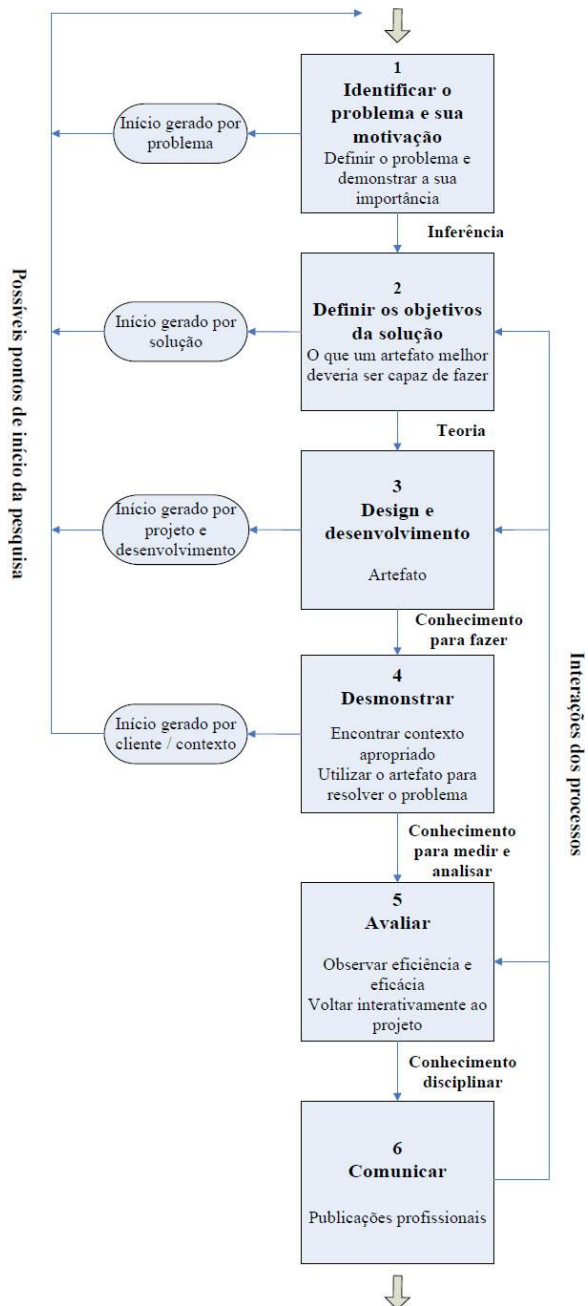 1
Identificar o
problema e sua
motivação
Definir o problema e
demonstrar a sua
importância
Início gerado por
problema
Inferência
2
Definir os objetivos
da solução
O que um artefato melhor
deveria ser capaz de fazer
Início gerado por
solução
Teoria
3
Design e
desenvolvimento
Artefato
Início gerado por
projeto e
desenvolvimento
Conhecimento
para fazer
4
Desmonstrar
Encontrar contexto
apropriado
Utilizar o artefato para
resolver o problema
Início gerado por
cliente / contexto
Conhecimento
para medir e
analisar
5
Avaliar
Observar eficiência e
eficácia
Voltar interativamente ao
projeto
Conhecimento
disciplinar
6
Comunicar
Publicações profissionais
Possíveis pontos de início da pesquisa
Interações dos processos